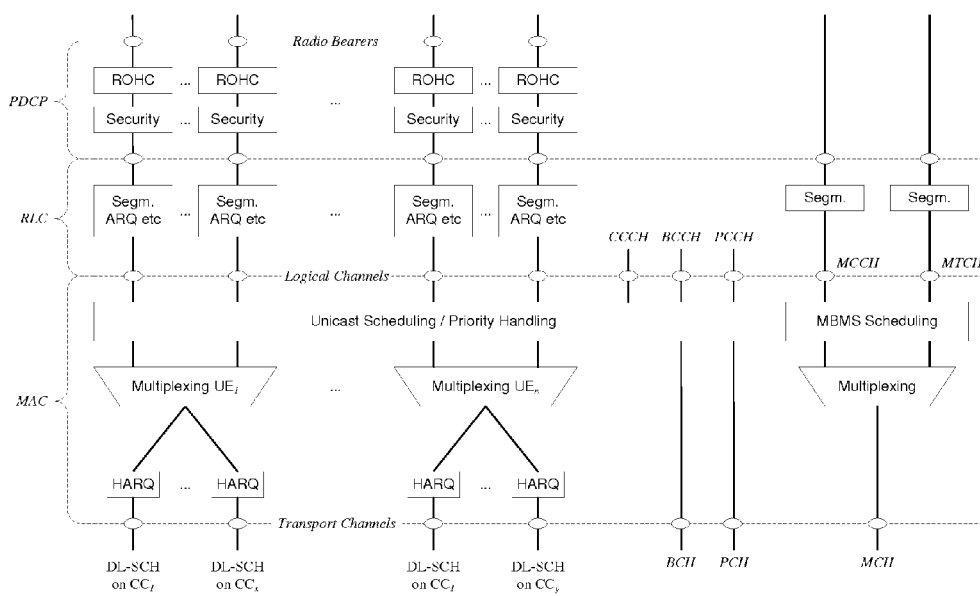 Radio Bearers
ROHC ... ROHC ROHC ... ROHC
PDCP ...
Security ... Security Security ... Security
Segm. Segm. Segm. Segm. Segm. Segm.
ARQ etc ... ARQ etc ... ARQ etc ... ARQ etc
RLC
CCCH BCCH PCCH
Logical Channels MCCH MTCH
Unicast Scheduling / Priority Handling MBMS Scheduling
Multiplexing UE1 ... Multiplexing UEn Multiplexing
MAC
HARQ ... HARQ HARQ ... HARQ
Transport Channels
DL-SCH DL-SCH DL-SCH DL-SCH BCH PCH MCH
on CC1 on CCx on CC1 on CCy